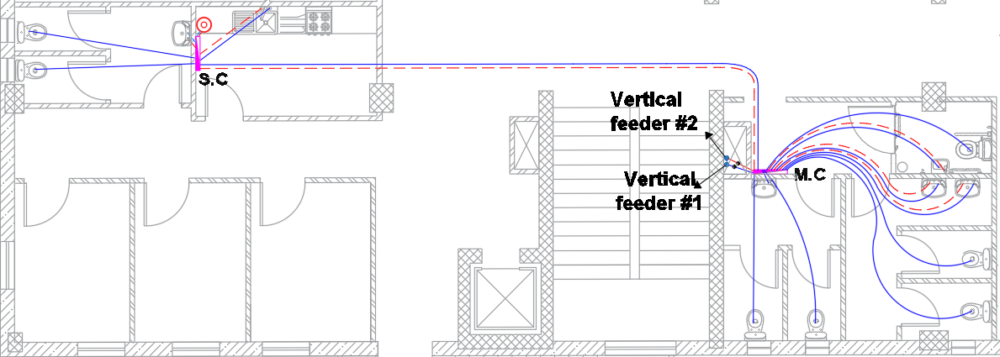 S.C
Vertical
feeder #2
Vertical
feeder #1
M.C